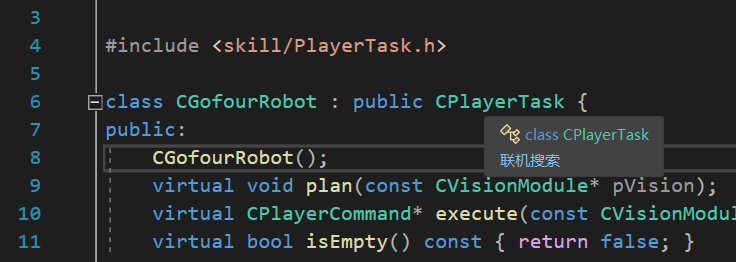 3
4 #include <skill/PlayerTask.h>
5
6 class CGofourRobot : public CPlayerTask {
7 public:
class CPlayerTask
联机搜索
8 CGofourRobot();
9 virtual void plan(const CVisionModule* pVision);
10 virtual CPlayerCommand* execute(const CVisionModul
11 virtual bool isEmpty() const { return false; }